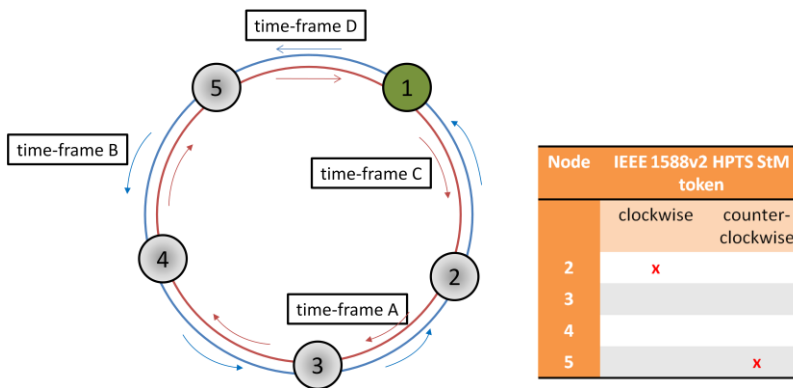 time-frame D
5
1
time-frame B
time-frame C
4
2
time-frame A
3
Node IEEE 1588v2 HPTS StM
token
clockwise counter-
clockwise
2 x
3
4
5 x